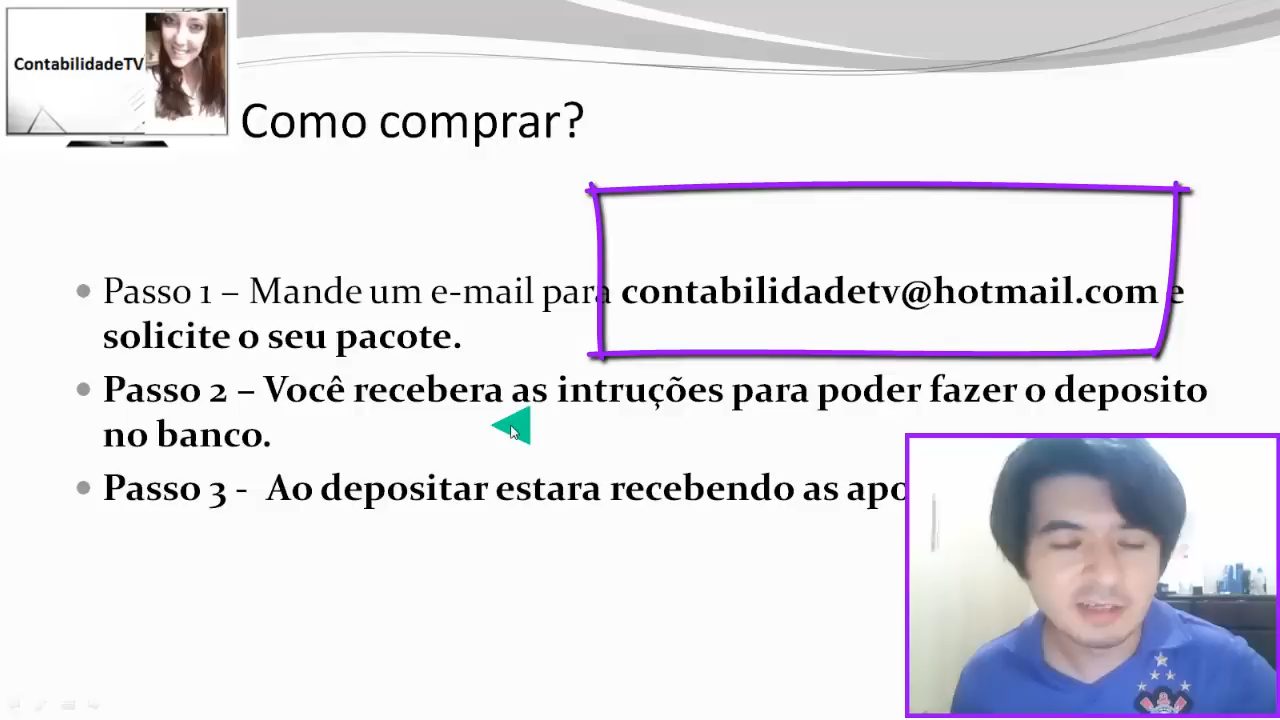 ContabilidadeTV
Como comprar?
Passo 1 – Mande um e-mail para contabilidadetv@hotmail.com e
solicite o seu pacote.
Passo 2 – Você recebera as intruções para poder fazer o deposito
no banco.
Passo 3 - Ao depositar estara recebendo as